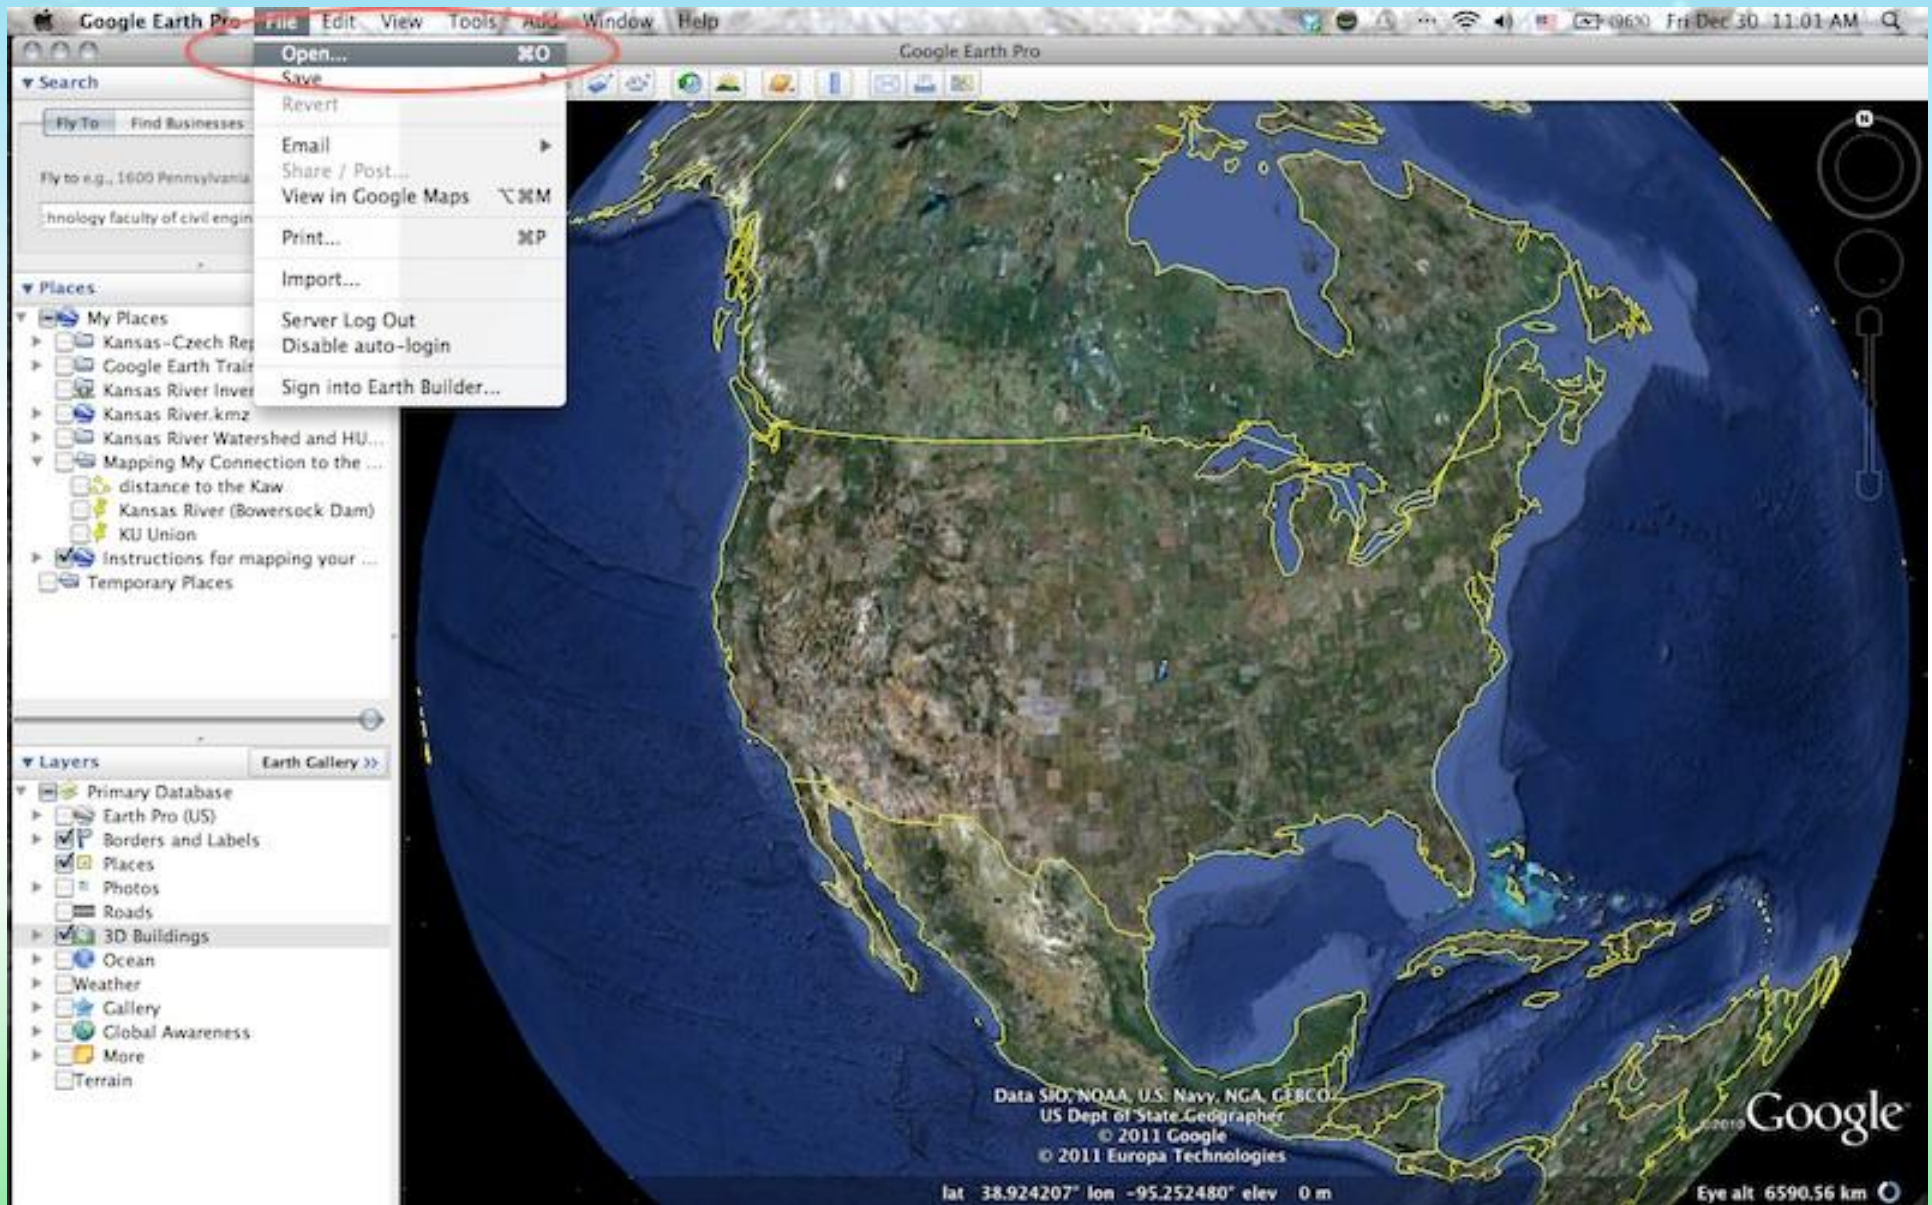 Google Earth Pro File Edit View Tools Add Window Help (96%) Fri Dec 30 11:01 AM
Google Earth Pro
Open... ⌘O
Save
Revert
Email
Share / Post...
View in Google Maps ⌥⌘M
Print... ⌘P
Import...
Server Log Out
Disable auto-login
Sign into Earth Builder...
Search
Fly To Find Businesses
Fly to e.g., 1600 Pennsylvania
hnology faculty of civil engin
Places
My Places
Kansas-Czech Rep
Google Earth Trai
Kansas River Inver
Kansas River.kmz
Kansas River Watershed and HU...
Mapping My Connection to the ...
distance to the Kaw
Kansas River (Bowersock Dam)
KU Union
Instructions for mapping your ...
Temporary Places
Layers Earth Gallery >>
Primary Database
Earth Pro (US)
Borders and Labels
Places
Photos
Roads
3D Buildings
Ocean
Weather
Gallery
Global Awareness
More
Terrain
N
Data SIO, NOAA, U.S. Navy, NGA, GEBCO
US Dept of State Geographer
© 2011 Google
© 2011 Europa Technologies
©2010 Google
lat 38.924207° lon -95.252480° elev 0 m
Eye alt 6590.56 km